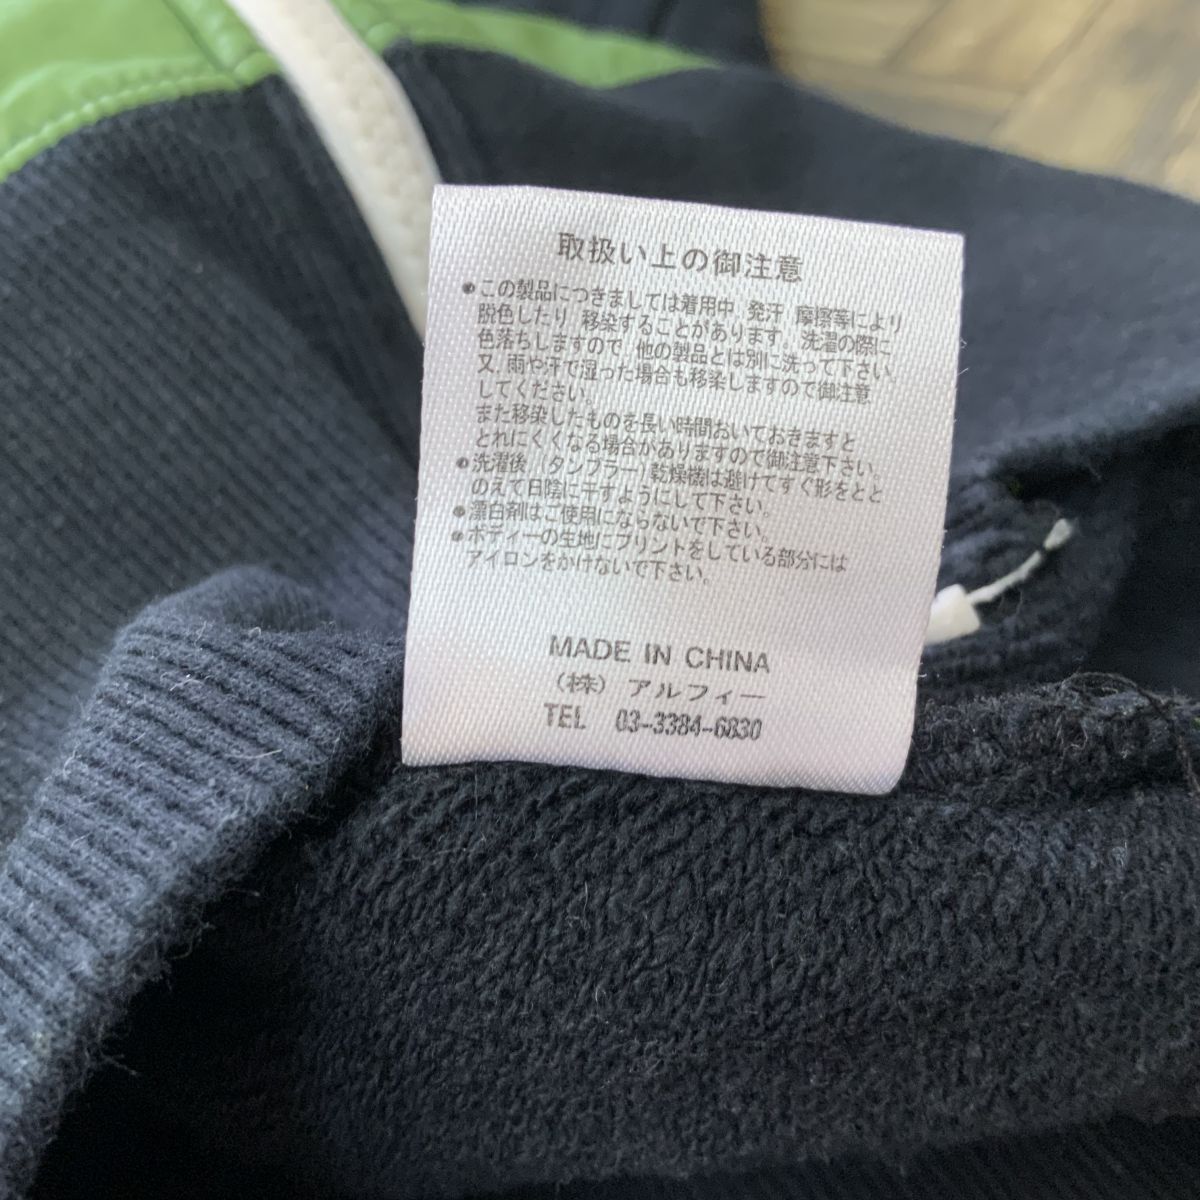 取扱い上の御注意
●この製品につきましては着用中、発汗、摩擦等により
脱色したり、移染することがあります。洗濯の際に
色落ちしますので、他の製品とは別に洗って下さい。
又、雨や汗で湿った場合も移染しますので御注意
してください。
また移染したものを長い時間おいておきますと
とれにくくなる場合がありますので御注意下さい。
●洗濯後、(タンブラー)乾燥機は避けてすぐ形をとと
のえて日陰に干すようにして下さい。
●漂白剤はご使用にならないで下さい。
●ボディーの生地にプリントをしている部分には
アイロンをかけないで下さい。
MADE IN CHINA
(株)アルフィー
TEL 03-3384-6830